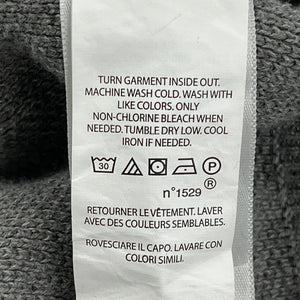 TURN GARMENT INSIDE OUT.
MACHINE WASH COLD. WASH WITH
LIKE COLORS. ONLY
NON-CHLORINE BLEACH WHEN
NEEDED. TUMBLE DRY LOW. COOL
IRON IF NEEDED.
30
n°1529 ®
RETOURNER LE VÊTEMENT. LAVER
AVEC DES COULEURS SEMBLABLES.
ROVESCIARE IL CAPO. LAVARE CON
COLORI SIMILI.